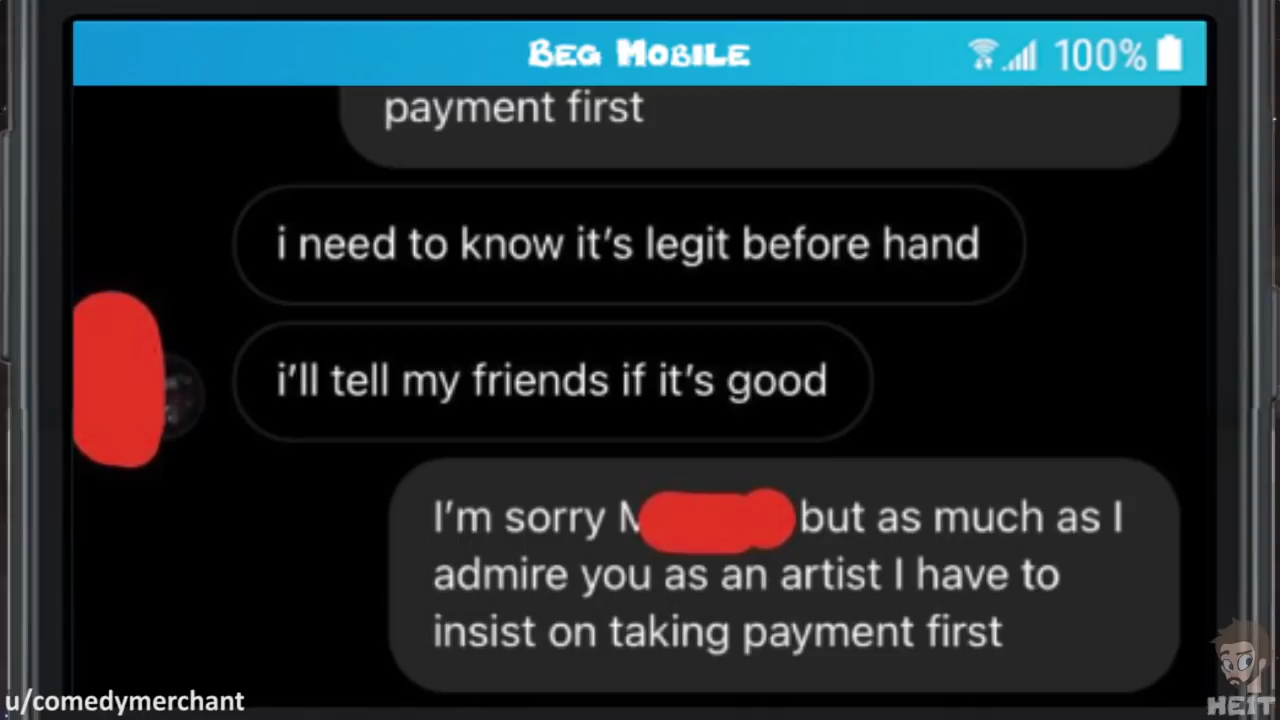 BEG MOBILE
100%
payment first
i need to know it's legit before hand
i'll tell my friends if it's good
I'm sorry M but as much as I
admire you as an artist I have to
insist on taking payment first
u/comedymerchant
HEIT